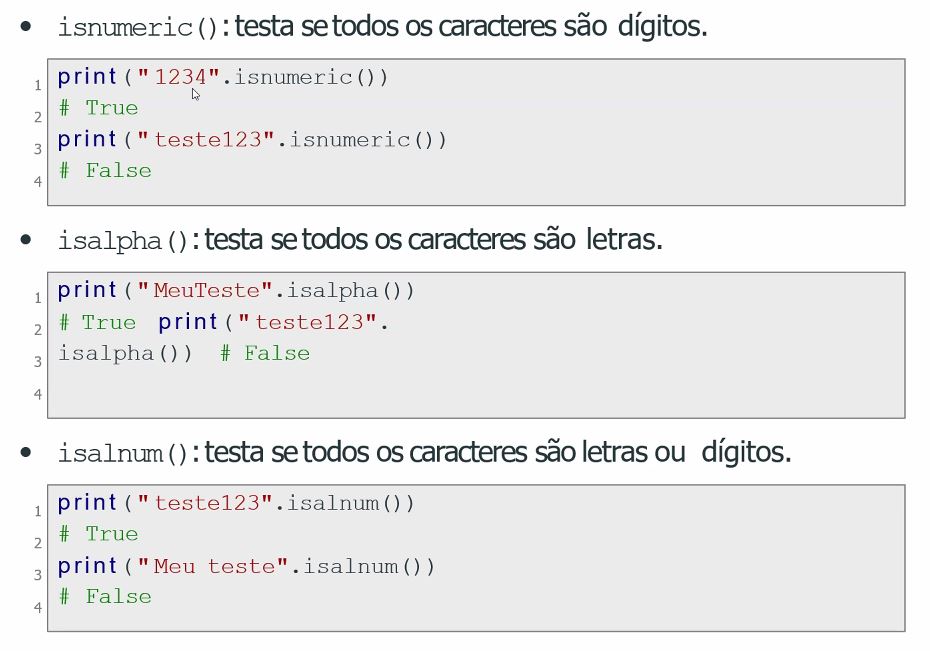 • isnumeric(): testa se todos os caracteres são dígitos.
1 print("1234".isnumeric())
2 # True
3 print("teste123".isnumeric())
4 # False
• isalpha(): testa se todos os caracteres são letras.
1 print("MeuTeste".isalpha())
2 # True print("teste123".
3 isalpha()) # False
4
• isalnum(): testa se todos os caracteres são letras ou dígitos.
1 print("teste123".isalnum())
2 # True
3 print("Meu teste".isalnum())
4 # False